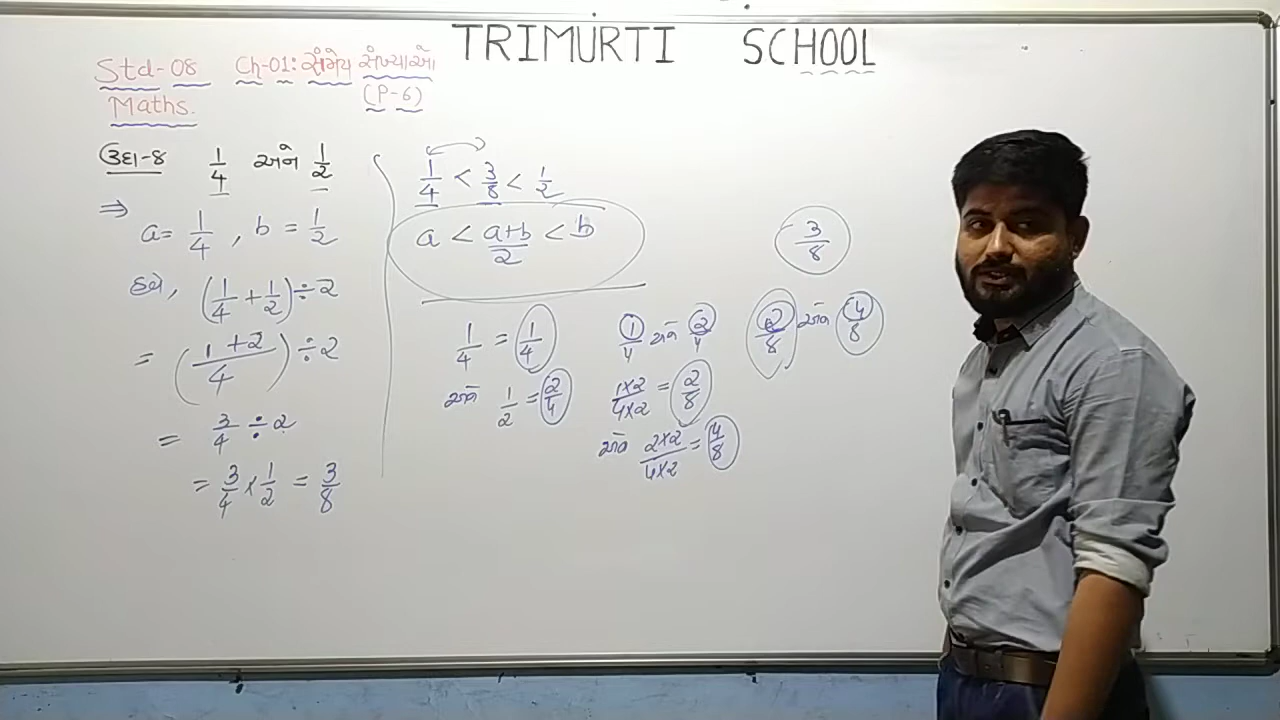 TRIMURTI SCHOOL
Std-08 Ch-01: સંમેય સંખ્યાઓ
Maths. (P-6)
ઉદા-8 1/4 અને 1/2
⇒ a = 1/4 , b = 1/2
હવે, (1/4 + 1/2) ÷ 2
= (1+2/4) ÷ 2
= 3/4 ÷ 2
= 3/4 × 1/2 = 3/8
1/4 < 3/8 < 1/2
a < a+b/2 < b
1/4 = 1/4
અને 1/2 = 2/4
1/4 અને 2/4
1×2/4×2 = 2/8
અને 2×2/4×2 = 4/8
3/8
2/8 અને 4/8